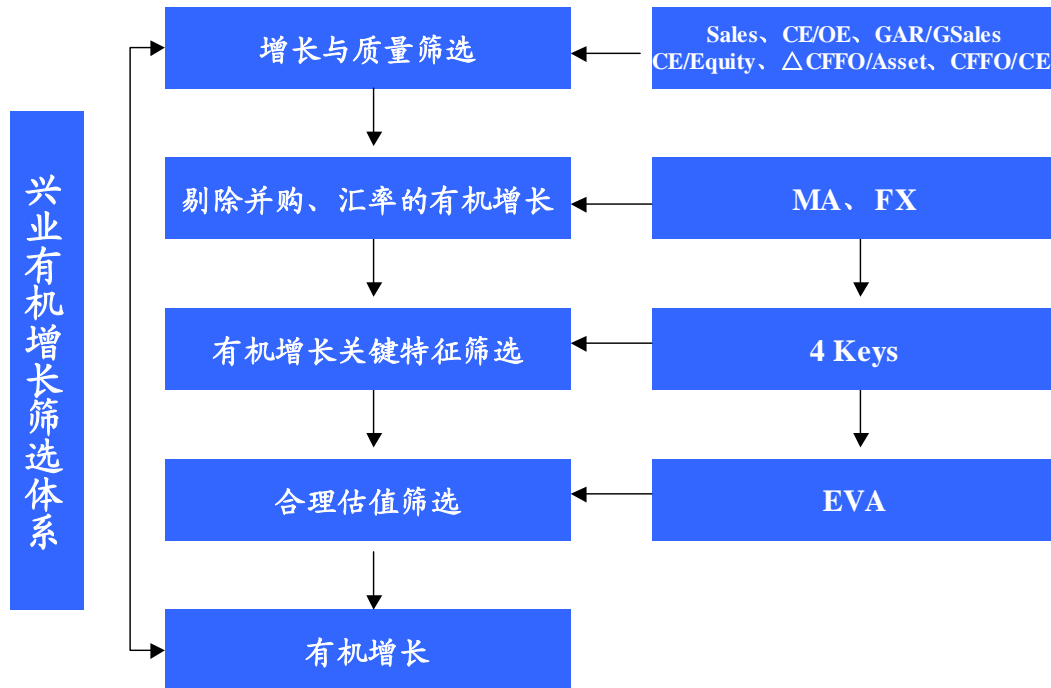 兴业有机增长筛选体系
增长与质量筛选
Sales、CE/OE、GAR/GSales
CE/Equity、△CFFO/Asset、CFFO/CE
剔除并购、汇率的有机增长
MA、FX
有机增长关键特征筛选
4 Keys
合理估值筛选
EVA
有机增长